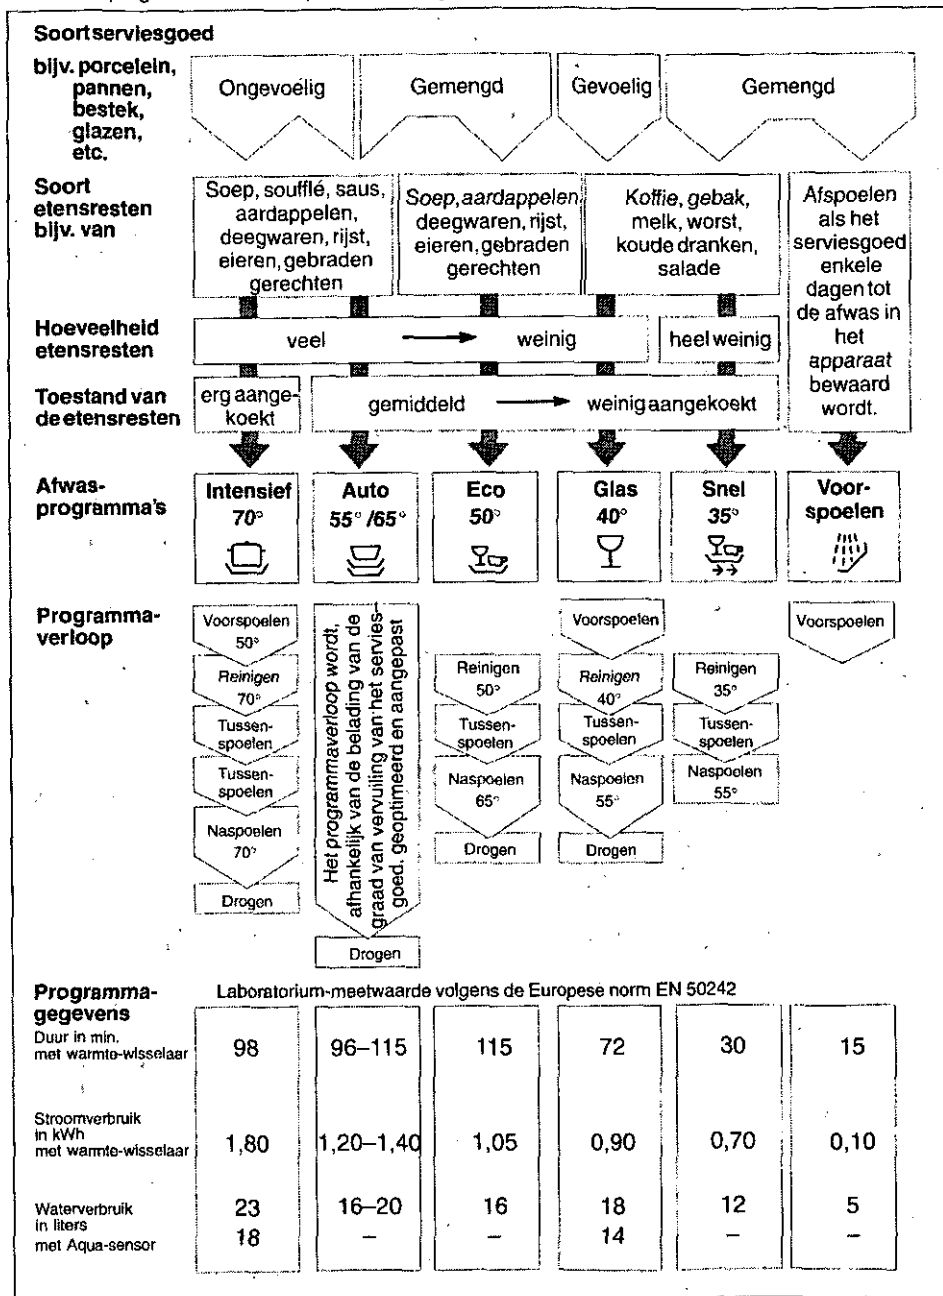 Soort serviesgoed
bijv. porcelein,
pannen,
bestek,
glazen,
etc.
Ongevoelig
Gemengd
Gevoelig
Gemengd
Soort
etensresten
bijv. van
Soep, soufflé, saus,
aardappelen,
deegwaren, rijst,
eieren, gebraden
gerechten
Soep, aardappelen,
deegwaren, rijst,
eieren, gebraden
gerechten
Koffie, gebak,
melk, worst,
koude dranken,
salade
Afspoelen
als het
serviesgoed
enkele
dagen tot
de afwas in
het
apparaat
bewaard
wordt.
Hoeveelheid
etensresten
veel → weinig
heel weinig
Toestand van
de etensresten
erg aange-
koekt
gemiddeld → weinig aangekoekt
Afwas-
programma's
Intensief
70°
Auto
55° /65°
Eco
50°
Glas
40°
Snel
35°
Voor-
spoelen
Programma-
verloop
Voorspoelen
50°
Reinigen
70°
Tussen-
spoelen
Tussen-
spoelen
Naspoelen
70°
Drogen
Het programmaverloop wordt,
afhankelijk van de belading van de
graad van vervuiling van het servies-
goed. geoptimeerd en aangepast
Drogen
Reinigen
50°
Tussen-
spoelen
Naspoelen
65°
Drogen
Voorspoelen
Reinigen
40°
Tussen-
spoelen
Naspoelen
55°
Drogen
Reinigen
35°
Tussen-
spoelen
Naspoelen
55°
Voorspoelen
Programma-
gegevens
Laboratorium-meetwaarde volgens de Europese norm EN 50242
Duur in min.
met warmte-wisselaar
98 96–115 115 72 30 15
Stroomverbruik
in kWh
met warmte-wisselaar
1,80 1,20–1,40 1,05 0,90 0,70 0,10
Waterverbruik
in liters
23 16–20 16 18 12 5
met Aqua-sensor
18 – – 14 – –